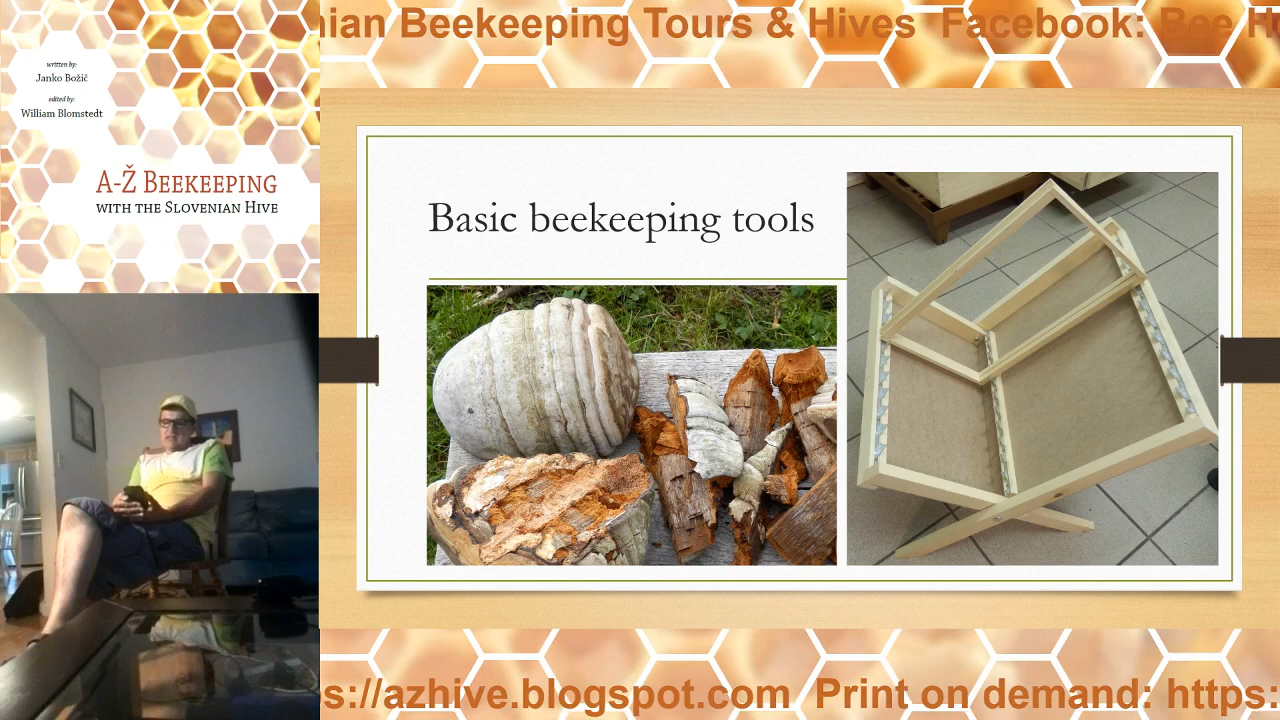 written by:
Janko Božič
edited by:
William Blomstedt
A-Ž Beekeeping
with the Slovenian Hive
nian Beekeeping Tours & Hives Facebook: Bee H
Basic beekeeping tools
s://azhive.blogspot.com Print on demand: https: